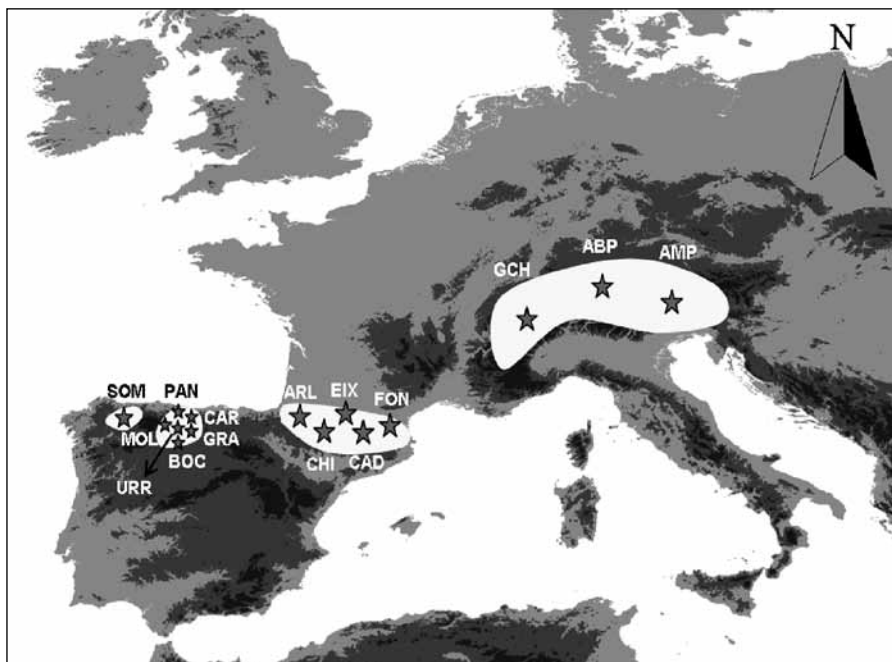 N
ABP
GCH
AMP
SOM
PAN
ARL
EIX
FON
CAR
MOL
GRA
BOC
CHI
CAD
URR